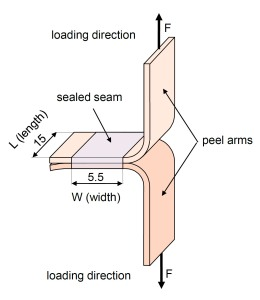 loading direction
F
sealed seam
L (length)
15
peel arms
5.5
W (width)
loading direction
F